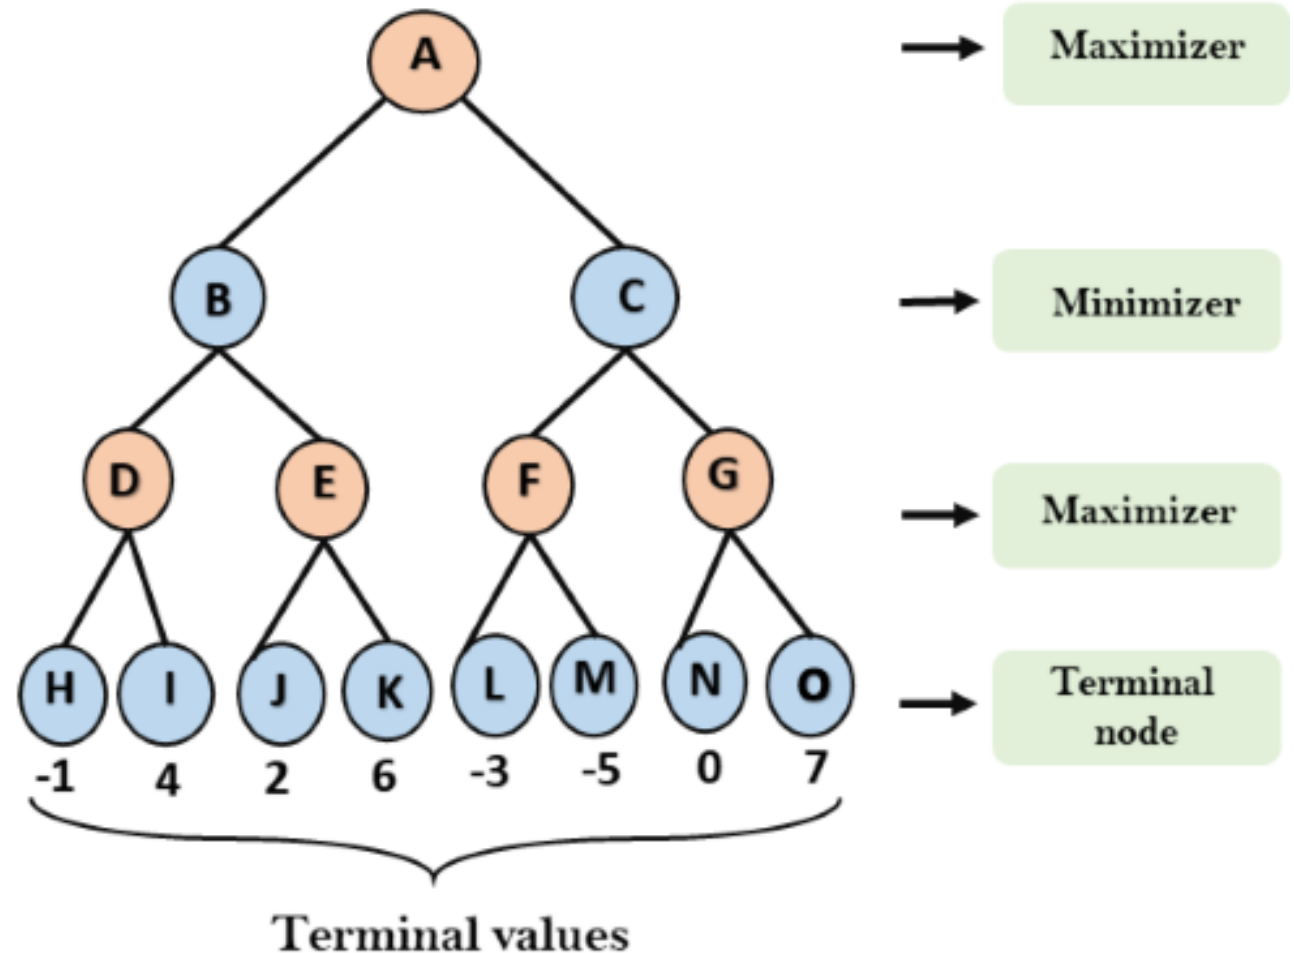 A
Maximizer
B
C
Minimizer
D
E
F
G
Maximizer
H
I
J
K
L
M
N
O
Terminal
node
-1
4
2
6
-3
-5
0
7
Terminal values